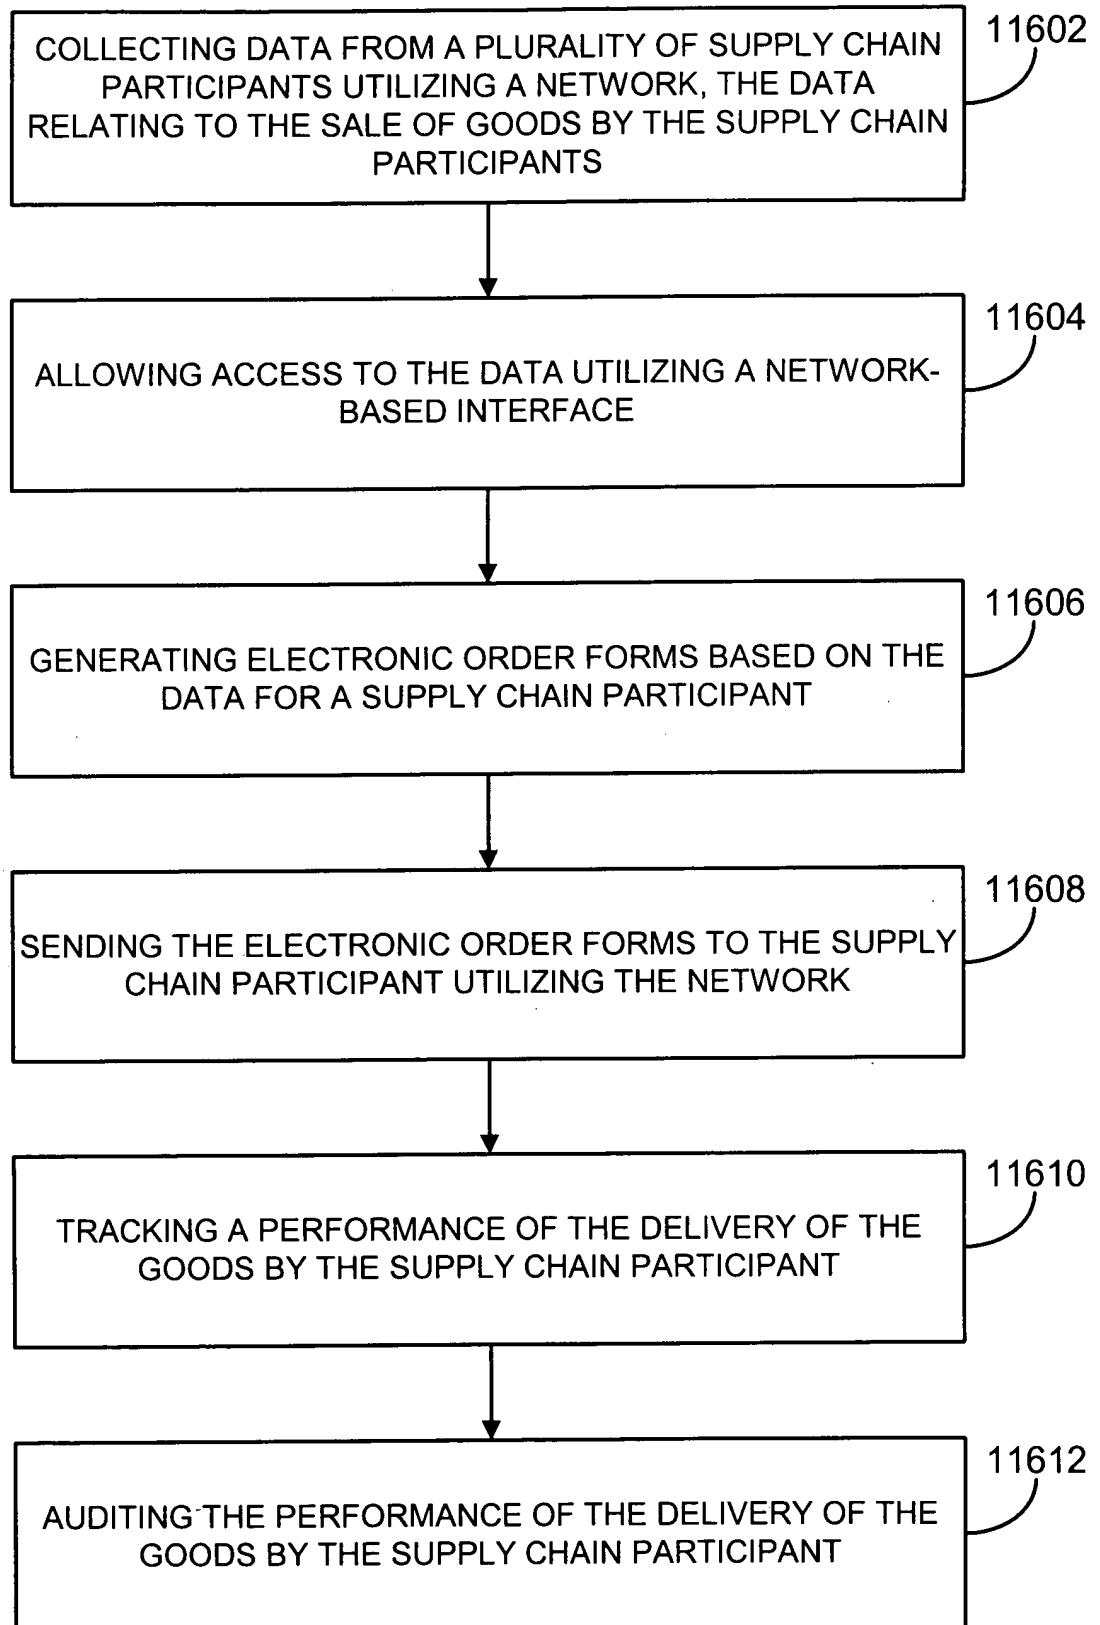 11602
COLLECTING DATA FROM A PLURALITY OF SUPPLY CHAIN
PARTICIPANTS UTILIZING A NETWORK, THE DATA
RELATING TO THE SALE OF GOODS BY THE SUPPLY CHAIN
PARTICIPANTS
11604
ALLOWING ACCESS TO THE DATA UTILIZING A NETWORK-
BASED INTERFACE
11606
GENERATING ELECTRONIC ORDER FORMS BASED ON THE
DATA FOR A SUPPLY CHAIN PARTICIPANT
11608
SENDING THE ELECTRONIC ORDER FORMS TO THE SUPPLY
CHAIN PARTICIPANT UTILIZING THE NETWORK
11610
TRACKING A PERFORMANCE OF THE DELIVERY OF THE
GOODS BY THE SUPPLY CHAIN PARTICIPANT
11612
AUDITING THE PERFORMANCE OF THE DELIVERY OF THE
GOODS BY THE SUPPLY CHAIN PARTICIPANT